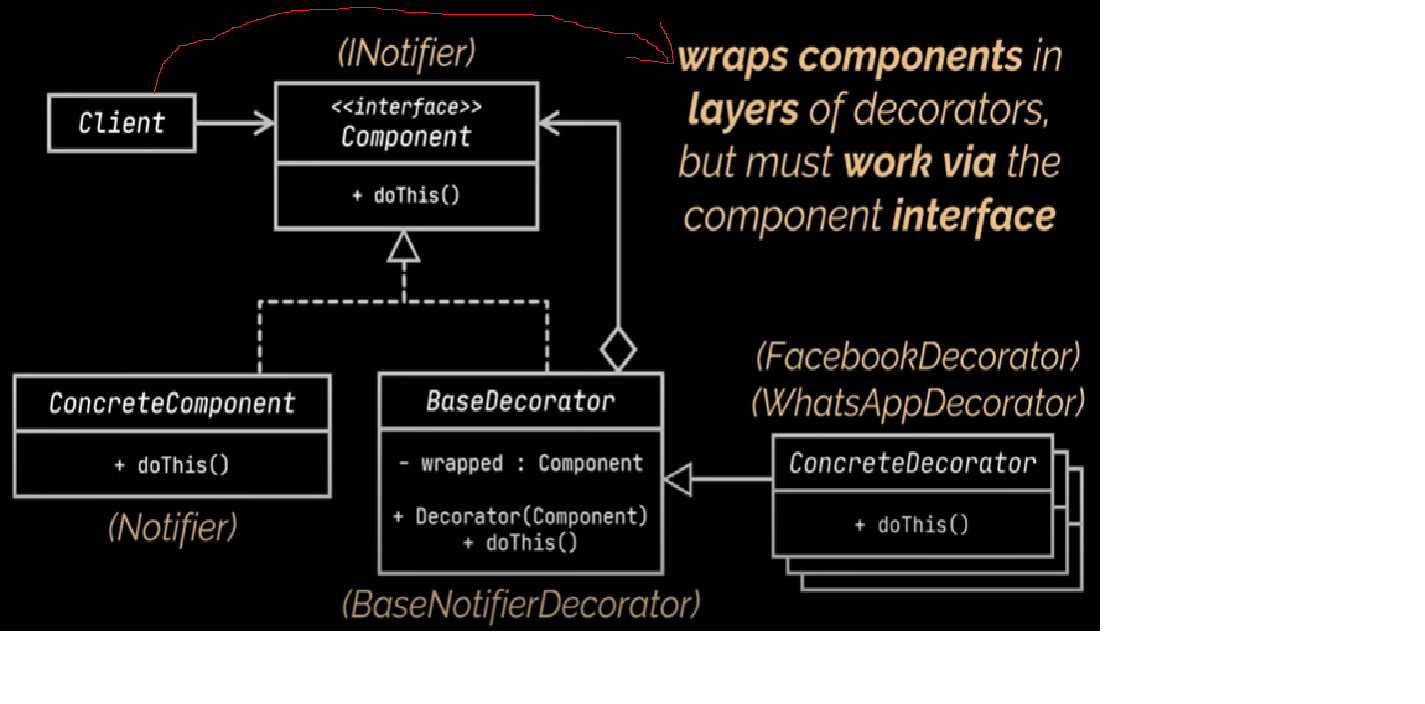 (INotifier)
Client
<<interface>>
Component
+ doThis()
wraps components in
layers of decorators,
but must work via the
component interface
ConcreteComponent
+ doThis()
(Notifier)
BaseDecorator
- wrapped : Component
+ Decorator(Component)
+ doThis()
(BaseNotifierDecorator)
(FacebookDecorator)
(WhatsAppDecorator)
ConcreteDecorator
+ doThis()